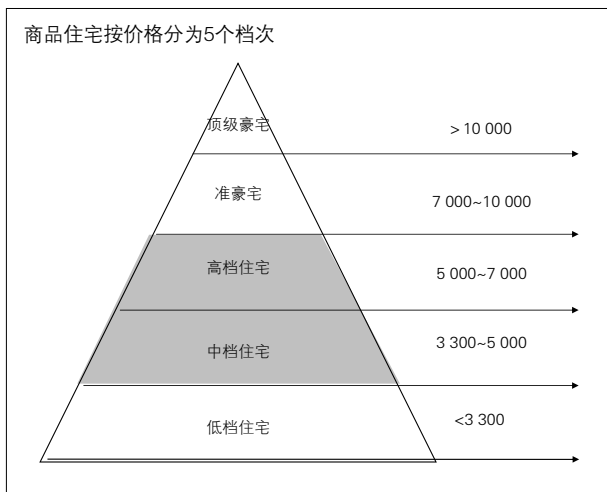 商品住宅按价格分为5个档次
顶级豪宅
> 10 000
准豪宅
7 000~10 000
高档住宅
5 000~7 000
中档住宅
3 300~5 000
低档住宅
<3 300